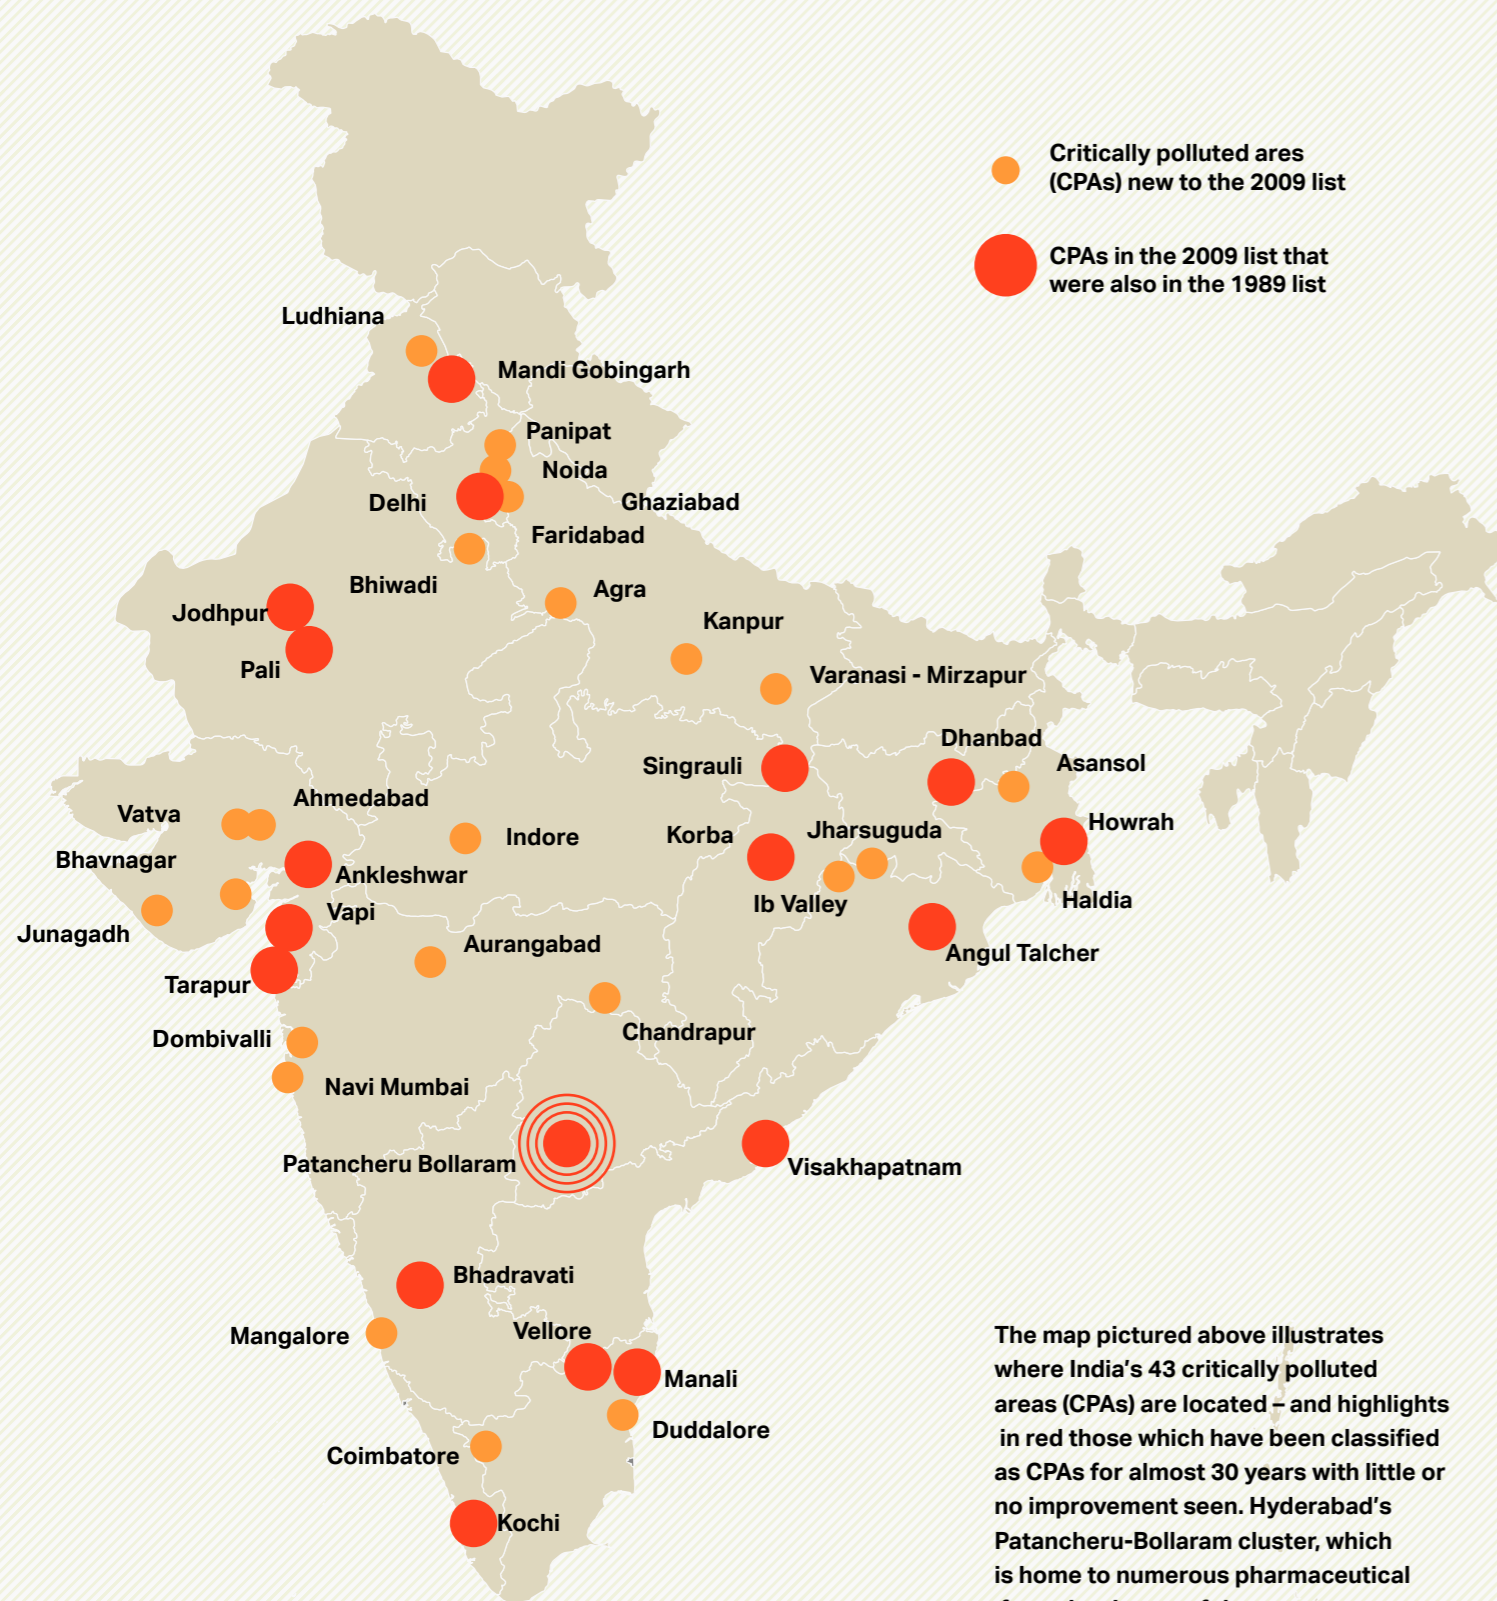 Critically polluted ares
(CPAs) new to the 2009 list
CPAs in the 2009 list that
were also in the 1989 list
Ludhiana
Mandi Gobingarh
Panipat
Noida
Delhi
Ghaziabad
Faridabad
Bhiwadi
Agra
Jodhpur
Kanpur
Pali
Varanasi - Mirzapur
Dhanbad
Singrauli
Asansol
Ahmedabad
Vatva
Howrah
Jharsuguda
Korba
Indore
Bhavnagar
Ankleshwar
Haldia
Ib Valley
Vapi
Junagadh
Aurangabad
Angul Talcher
Tarapur
Chandrapur
Dombivalli
Navi Mumbai
Patancheru Bollaram
Visakhapatnam
Bhadravati
Vellore
Mangalore
Manali
Duddalore
Coimbatore
Kochi
The map pictured above illustrates
where India's 43 critically polluted
areas (CPAs) are located – and highlights
in red those which have been classified
as CPAs for almost 30 years with little or
no improvement seen. Hyderabad's
Patancheru-Bollaram cluster, which
is home to numerous pharmaceutical